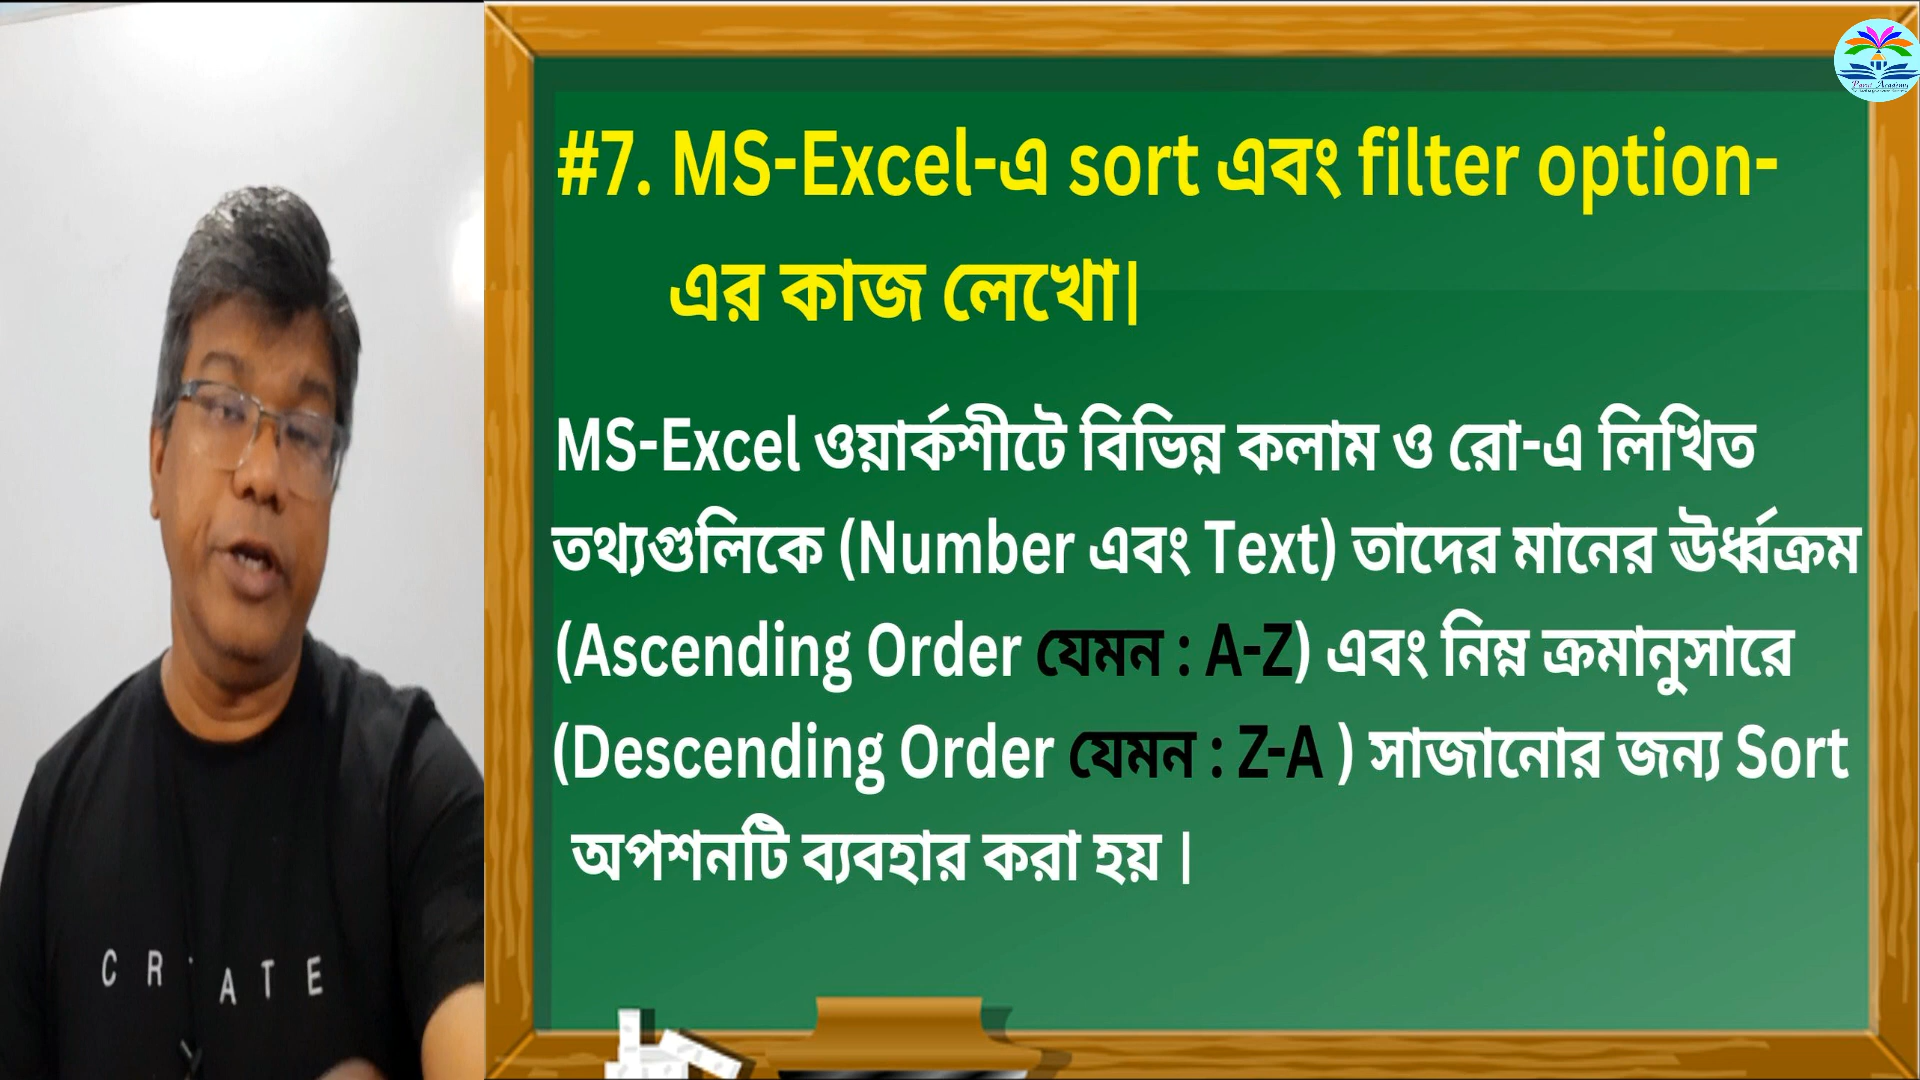 #7. MS-Excel-এ sort এবং filter option-
এর কাজ লেখো।
MS-Excel ওয়ার্কশীটে বিভিন্ন কলাম ও রো-এ লিখিত
তথ্যগুলিকে (Number এবং Text) তাদের মানের ঊর্ধ্বক্রম
(Ascending Order যেমন : A-Z) এবং নিম্ন ক্রমানুসারে
(Descending Order যেমন : Z-A ) সাজানোর জন্য Sort
অপশনটি ব্যবহার করা হয় ।